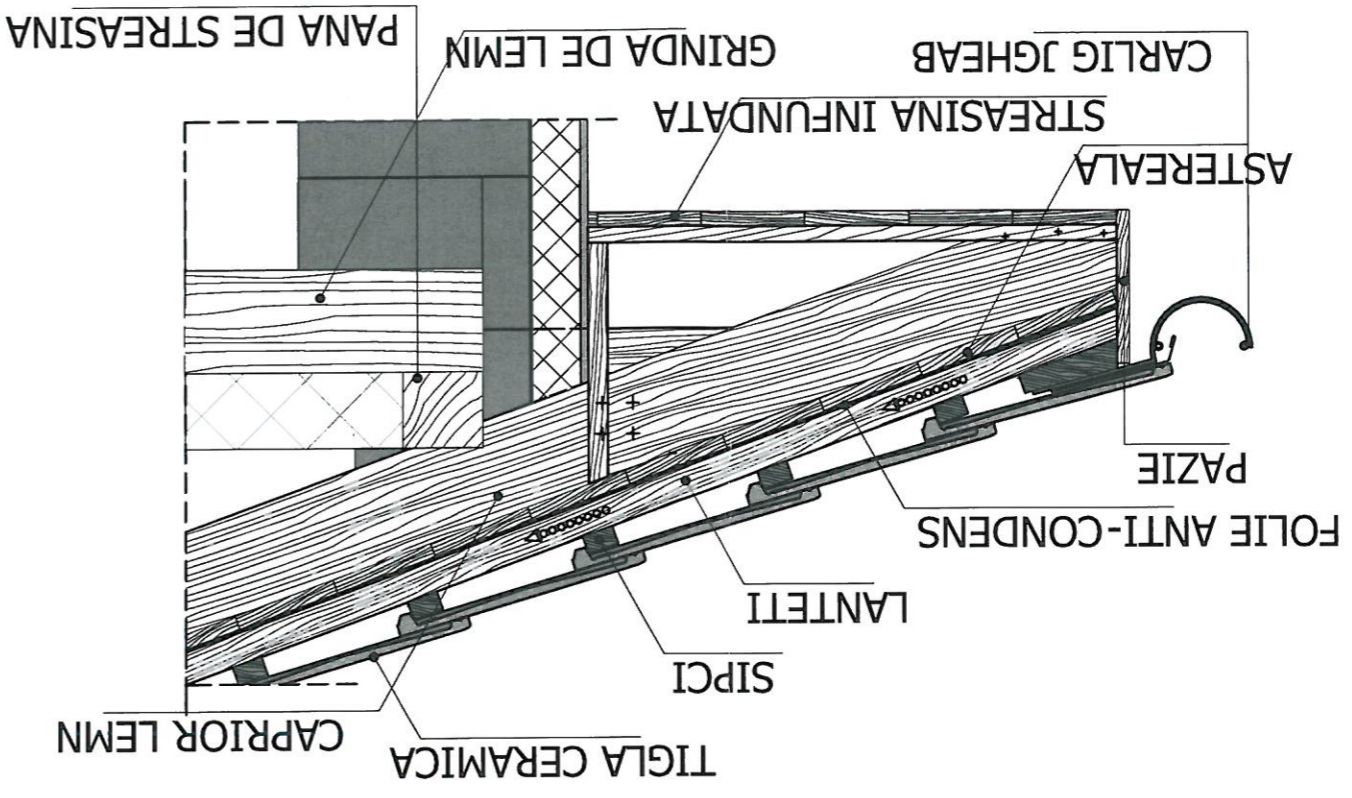 TIGLA CERAMICA
CAPRIOR LEMN
SIPCI
LANTETI
FOLIE ANTI-CONDENS
PAZIE
ASTEREALA
STREASINA INFUNDATA
CARLIG JGHEAB
GRINDA DE LEMN
PANA DE STREASINA